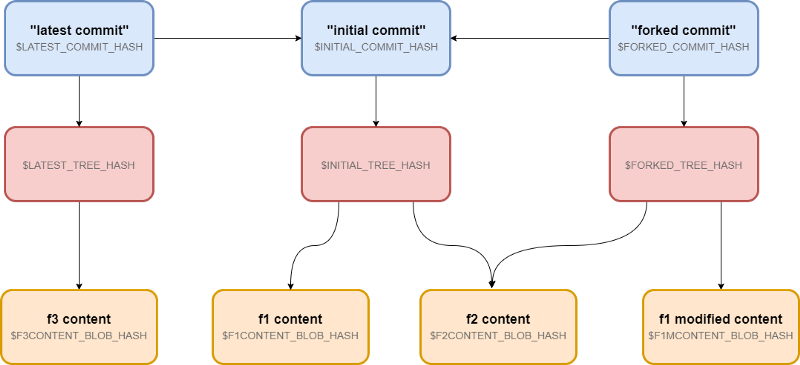 "latest commit"
$LATEST_COMMIT_HASH
"initial commit"
$INITIAL_COMMIT_HASH
"forked commit"
$FORKED_COMMIT_HASH
$LATEST_TREE_HASH
$INITIAL_TREE_HASH
$FORKED_TREE_HASH
f3 content
$F3CONTENT_BLOB_HASH
f1 content
$F1CONTENT_BLOB_HASH
f2 content
$F2CONTENT_BLOB_HASH
f1 modified content
$F1MCONTENT_BLOB_HASH